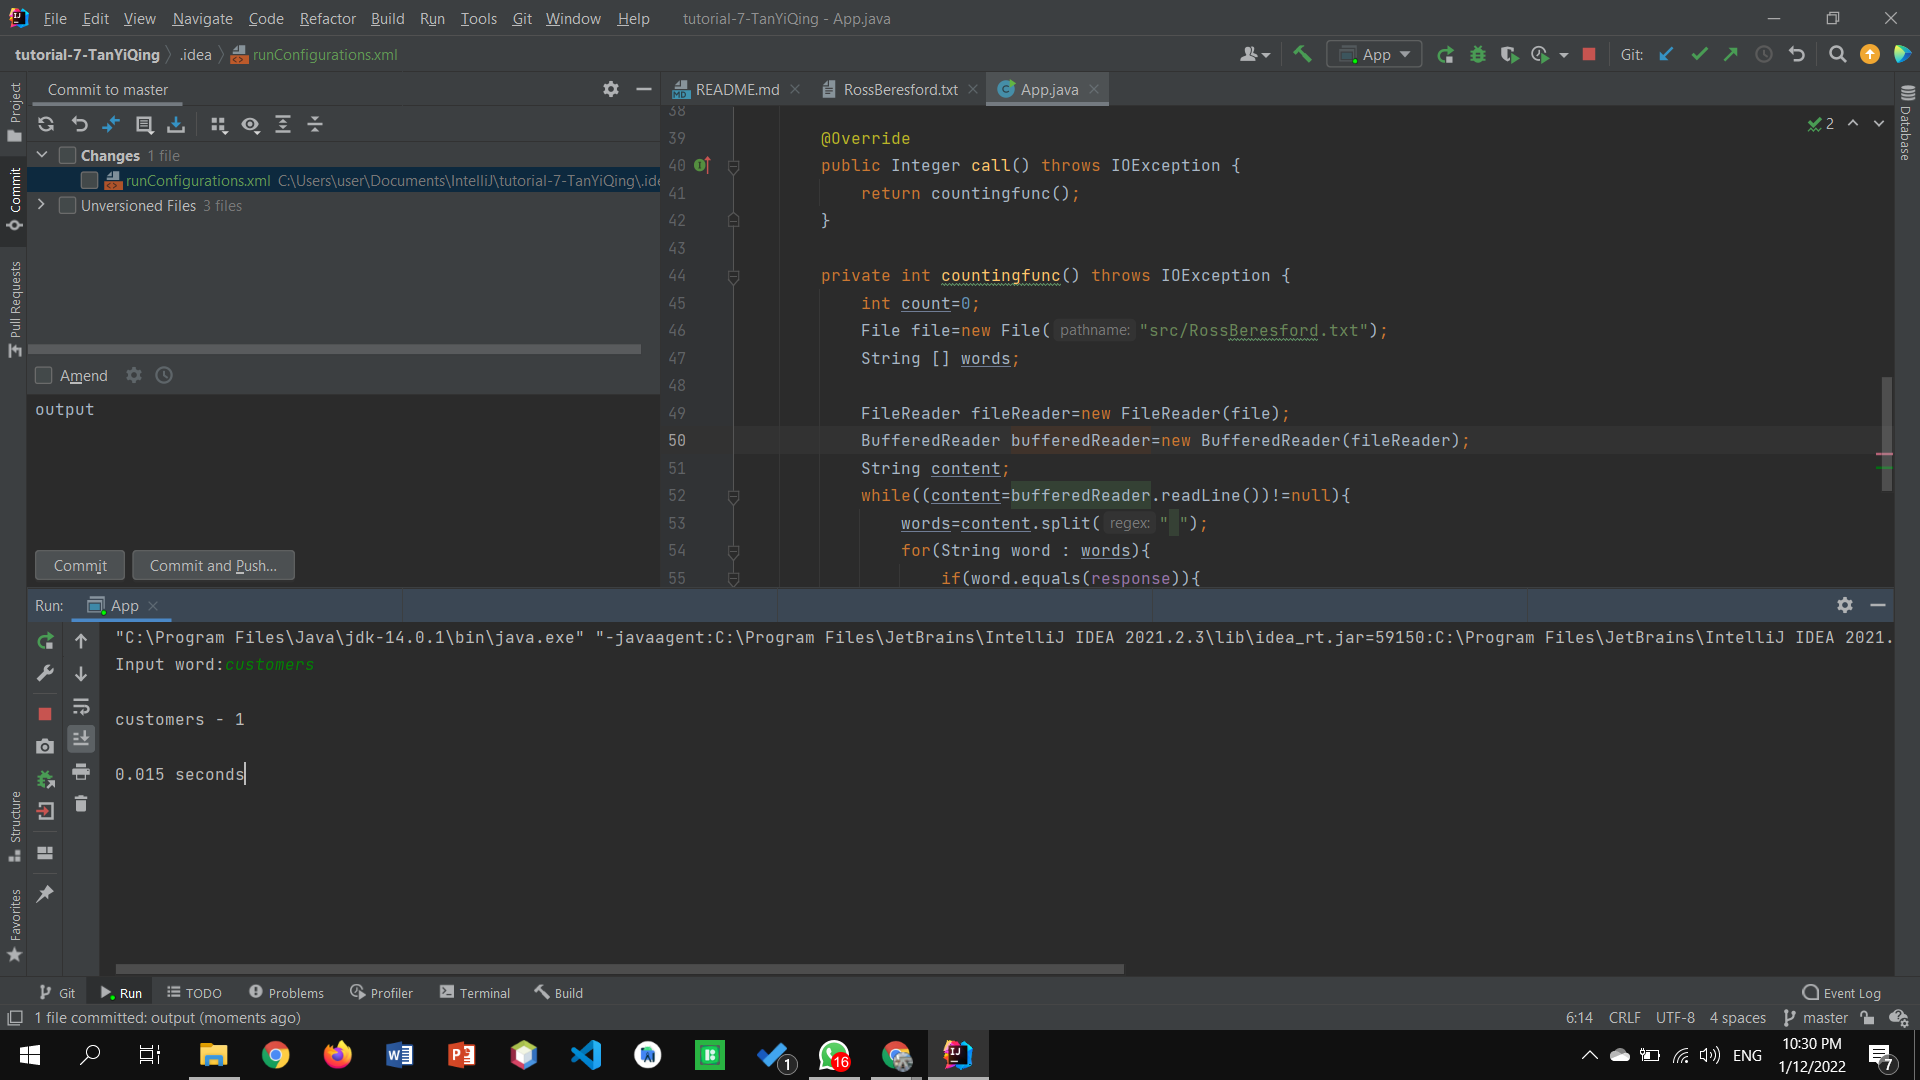 File Edit View Navigate Code Refactor Build Run Tools Git Window Help tutorial-7-TanYiQing - App.java
tutorial-7-TanYiQing .idea runConfigurations.xml App Git:
Commit to master
README.md RossBeresford.txt App.java
Project
Commit
Pull Requests
Structure
Favorites
Database
Changes 1 file
runConfigurations.xml C:\Users\user\Documents\IntelliJ\tutorial-7-TanYiQing\.ide
Unversioned Files 3 files
Amend
output
Commit Commit and Push...
2
38
39 @Override
40 public Integer call() throws IOException {
41 return countingfunc();
42 }
43
44 private int countingfunc() throws IOException {
45 int count=0;
46 File file=new File( pathname: "src/RossBeresford.txt");
47 String [] words;
48
49 FileReader fileReader=new FileReader(file);
50 BufferedReader bufferedReader=new BufferedReader(fileReader);
51 String content;
52 while((content=bufferedReader.readLine())!=null){
53 words=content.split( regex: " ");
54 for(String word : words){
55 if(word.equals(response)){
Run: App
"C:\Program Files\Java\jdk-14.0.1\bin\java.exe" "-javaagent:C:\Program Files\JetBrains\IntelliJ IDEA 2021.2.3\lib\idea_rt.jar=59150:C:\Program Files\JetBrains\IntelliJ IDEA 2021.
Input word:customers
customers - 1
0.015 seconds
Git Run TODO Problems Profiler Terminal Build Event Log
1 file committed: output (moments ago) 6:14 CRLF UTF-8 4 spaces master
1 16 ENG 10:30 PM
1/12/2022 7